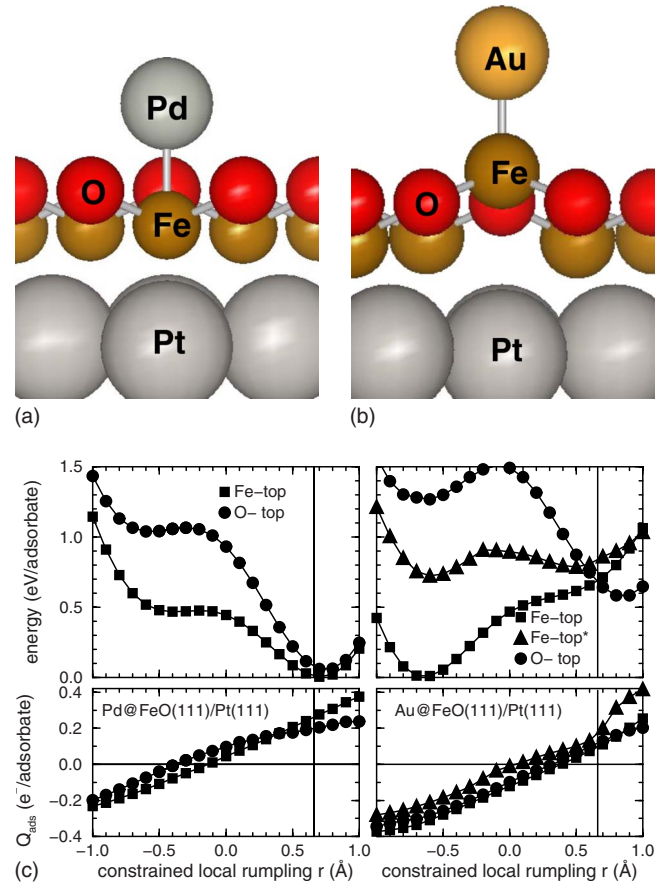 Pd
O
Fe
Pt
(a)
Au
Fe
O
Pt
(b)
energy (eV/adsorbate)
1.5
1.0
0.5
0.0
Fe-top
O- top
Fe-top
Fe-top*
O- top
Q_ads (e⁻/adsorbate)
0.4
0.2
0.0
-0.2
-0.4
Pd@FeO(111)/Pt(111)
Au@FeO(111)/Pt(111)
-1.0 -0.5 0.0 0.5 1.0
-0.5 0.0 0.5 1.0
(c) constrained local rumpling r (Å) constrained local rumpling r (Å)